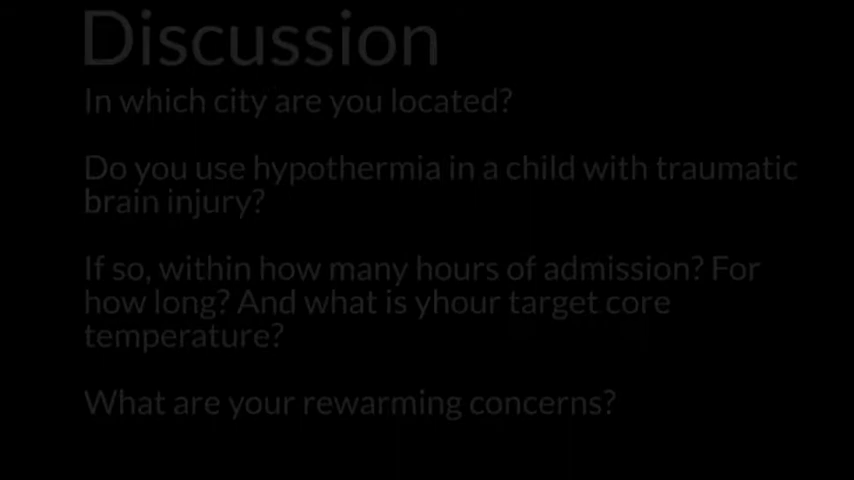 Discussion
In which city are you located?
Do you use hypothermia in a child with traumatic
brain injury?
If so, within how many hours of admission? For
how long? And what is yhour target core
temperature?
What are your rewarming concerns?